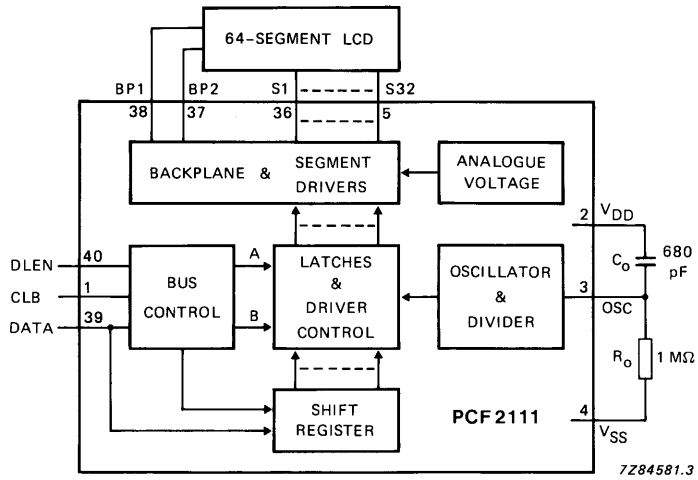 64-SEGMENT LCD
BP1 BP2 S1 S32
38 37 36 5
BACKPLANE & SEGMENT DRIVERS
ANALOGUE
VOLTAGE
2 VDD
Co 680
pF
DLEN 40
CLB 1
DATA 39
BUS
CONTROL
A
B
LATCHES
&
DRIVER
CONTROL
OSCILLATOR
&
DIVIDER
3 OSC
Ro 1 MΩ
SHIFT
REGISTER
PCF2111
4 VSS
7Z84581.3